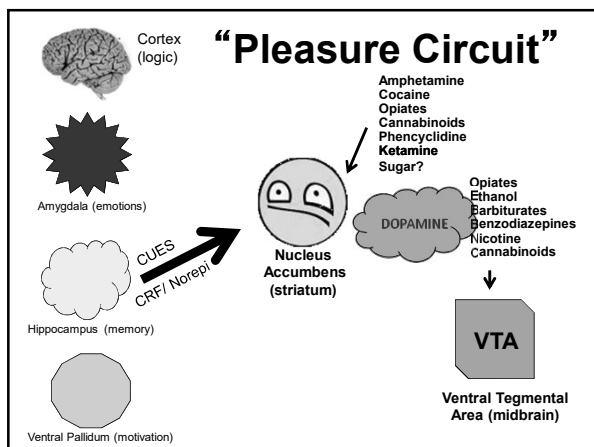 “Pleasure Circuit”
Cortex
(logic)
Amygdala (emotions)
Hippocampus (memory)
Ventral Pallidum (motivation)
CUES
CRF/ Norepi
Amphetamine
Cocaine
Opiates
Cannabinoids
Phencyclidine
Ketamine
Sugar?
Nucleus
Accumbens
(striatum)
DOPAMINE
Opiates
Ethanol
Barbiturates
Benzodiazepines
Nicotine
Cannabinoids
VTA
Ventral Tegmental
Area (midbrain)